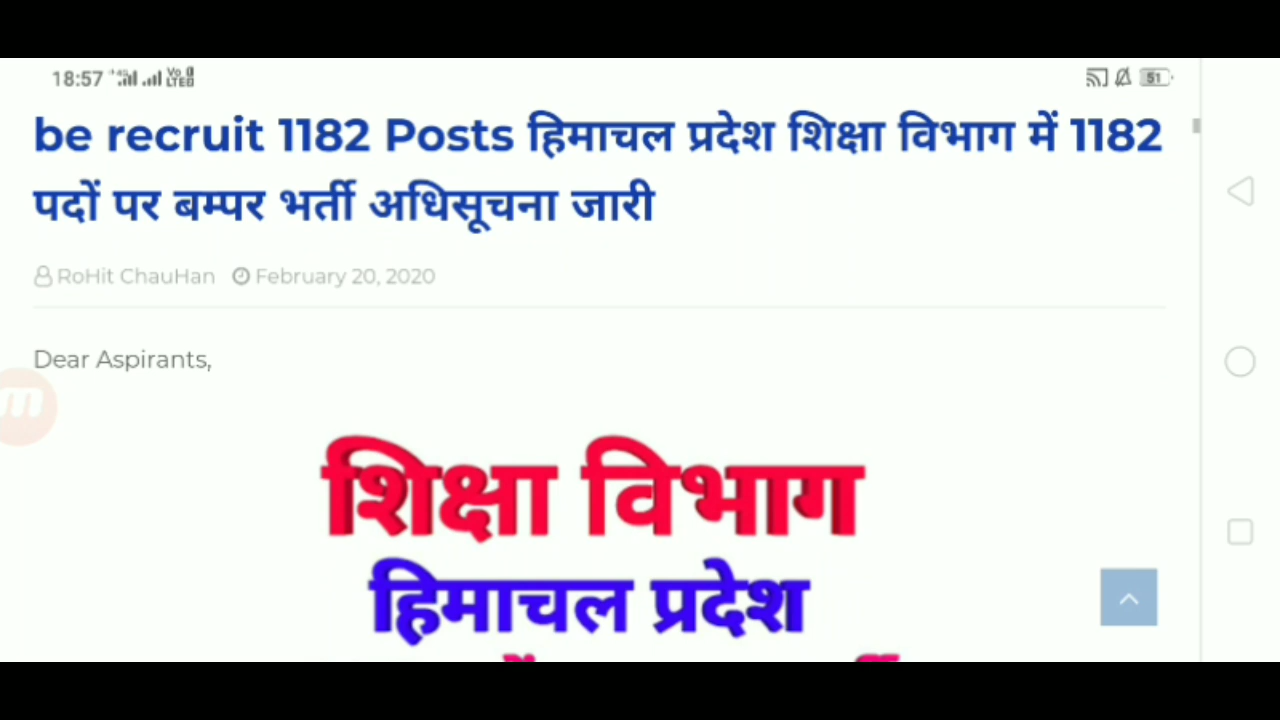 18:57
51
be recruit 1182 Posts हिमाचल प्रदेश शिक्षा विभाग में 1182
पदों पर बम्पर भर्ती अधिसूचना जारी
RoHit ChauHan February 20, 2020
Dear Aspirants,
शिक्षा विभाग
हिमाचल प्रदेश